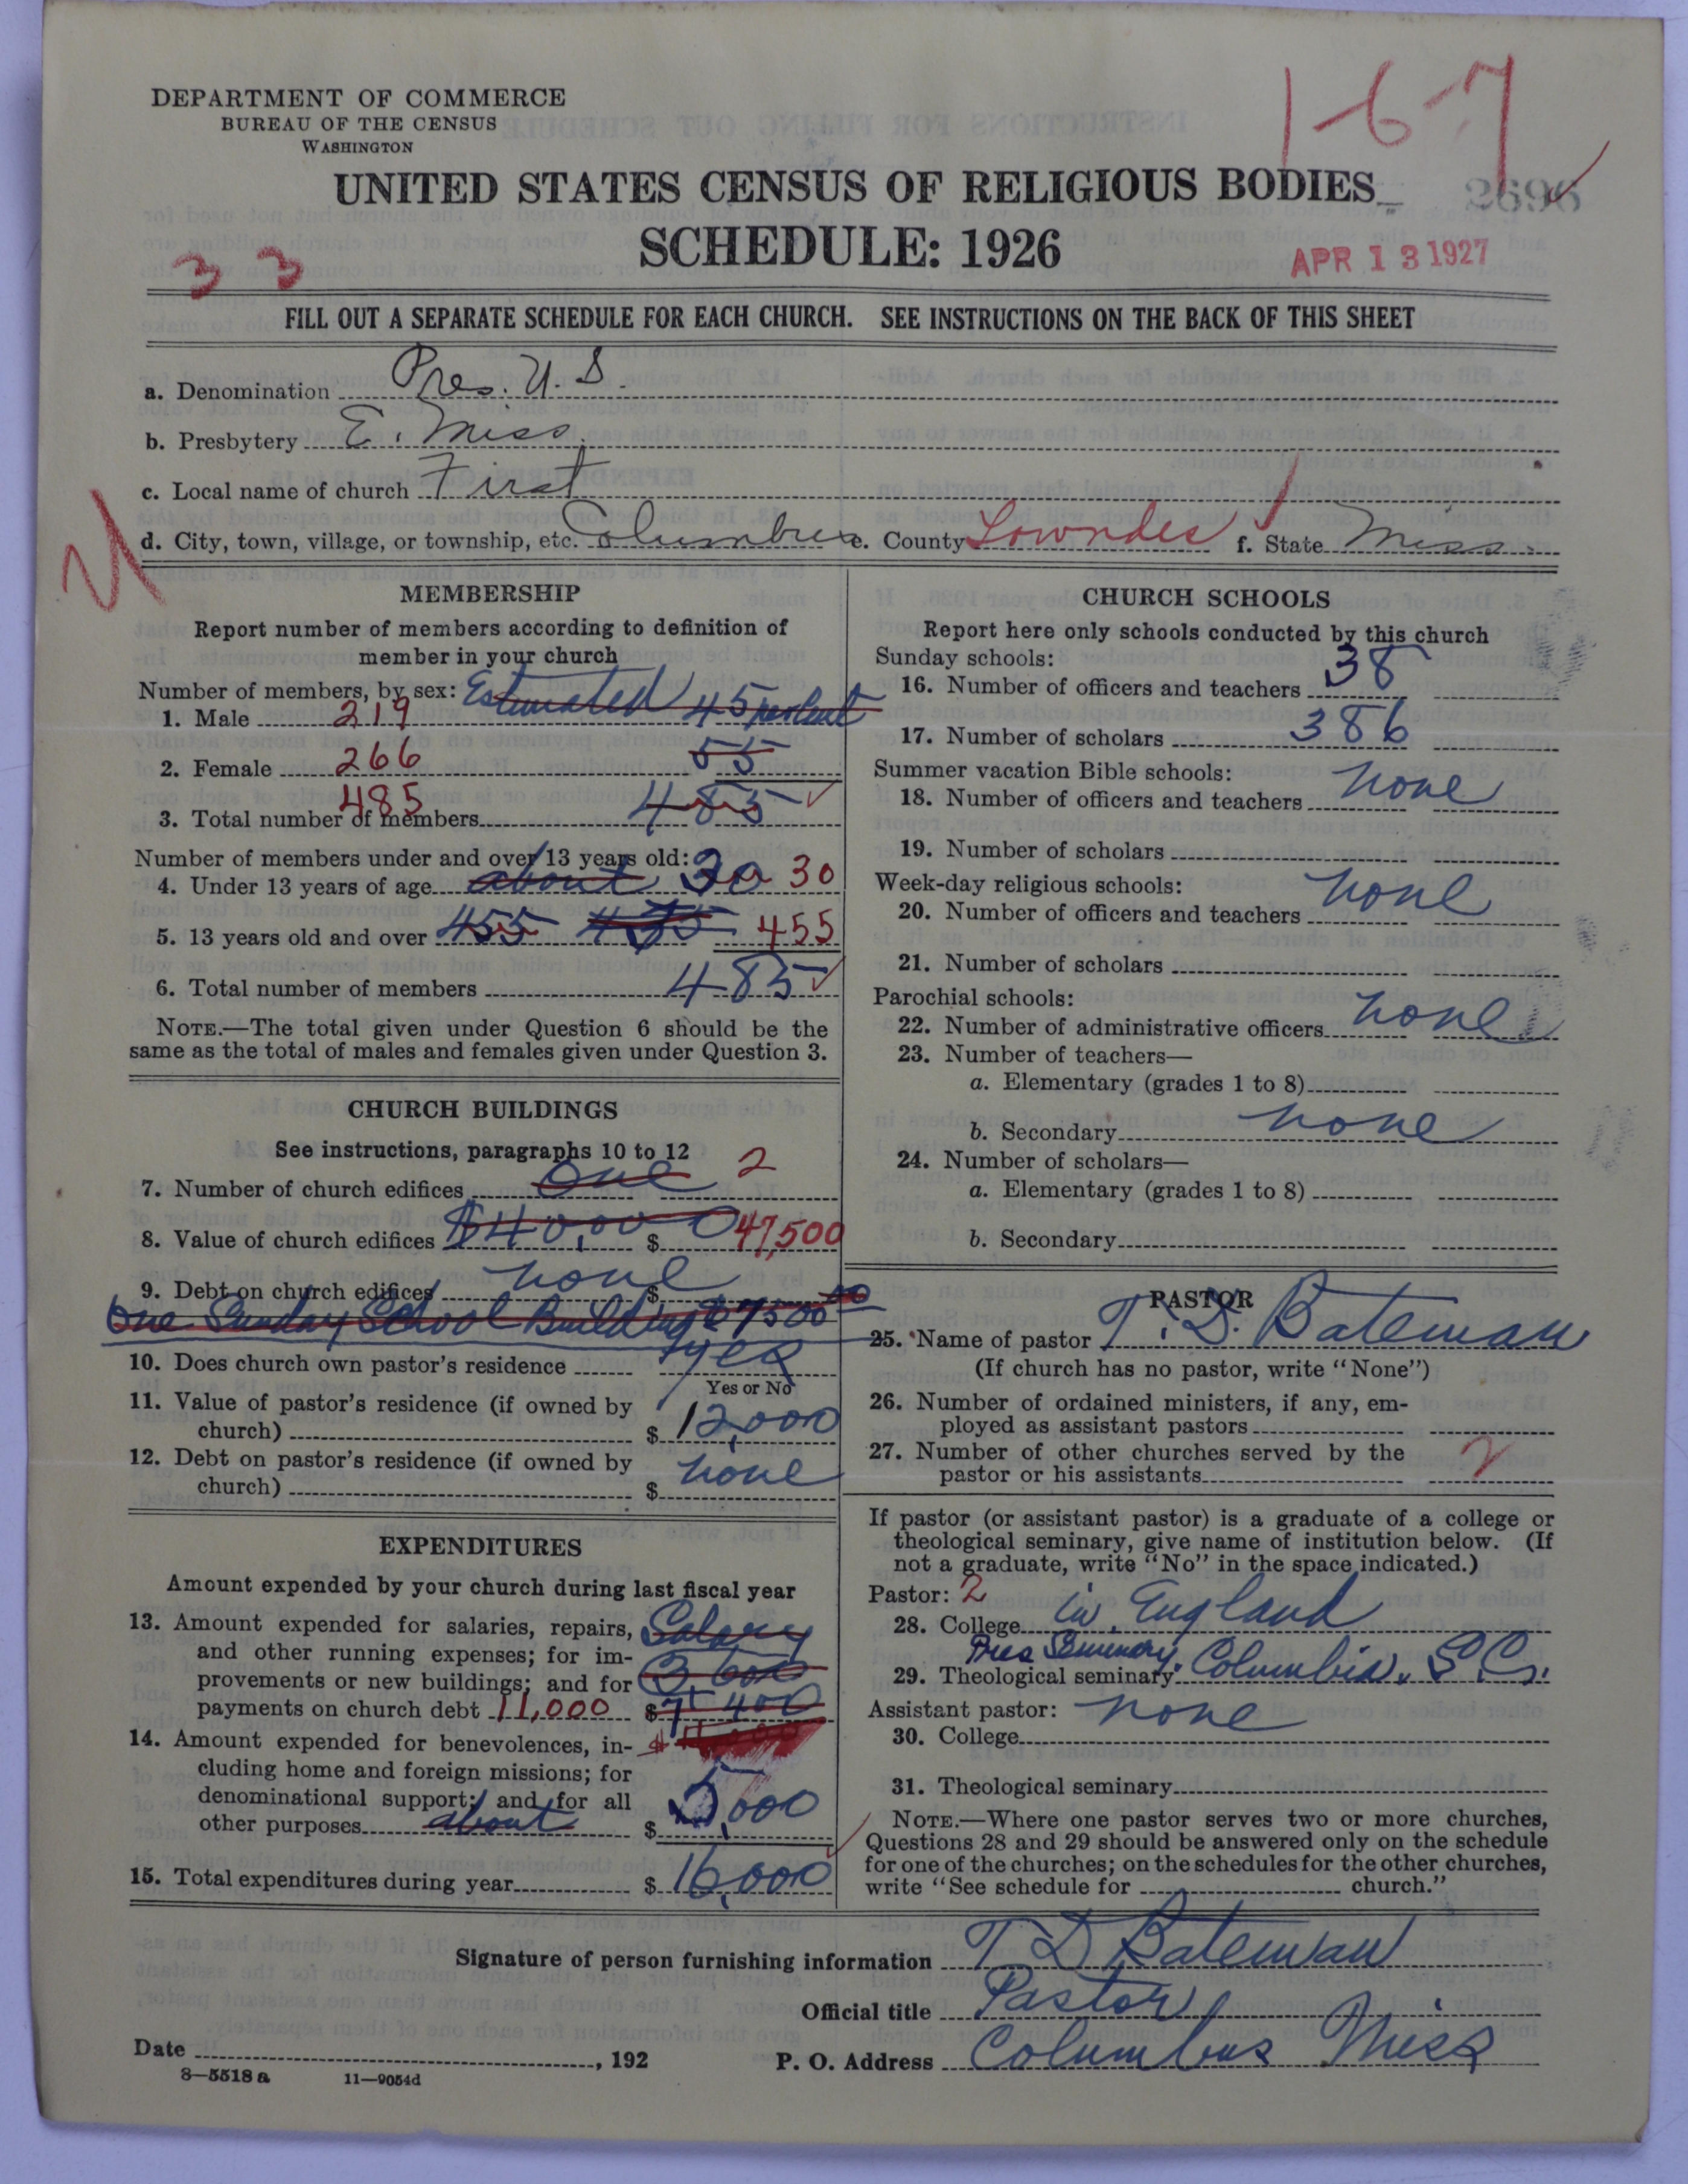 DEPARTMENT OF COMMERCE
BUREAU OF THE CENSUS
WASHINGTON
1-6-7
UNITED STATES CENSUS OF RELIGIOUS BODIES
2696
SCHEDULE: 1926
3 3
APR 13 1927
FILL OUT A SEPARATE SCHEDULE FOR EACH CHURCH. SEE INSTRUCTIONS ON THE BACK OF THIS SHEET
a. Denomination Pres. U. S.
b. Presbytery E. Miss.
c. Local name of church First
d. City, town, village, or township, etc. Columbus e. County Lowndes f. State Miss.
MEMBERSHIP
Report number of members according to definition of
member in your church
Number of members, by sex: Estimated 45 percent
1. Male 219
2. Female 266 55
3. Total number of members 485 485
Number of members under and over 13 years old:
4. Under 13 years of age about 30 30
5. 13 years old and over 455 455
6. Total number of members 485
NOTE.—The total given under Question 6 should be the
same as the total of males and females given under Question 3.
CHURCH BUILDINGS
See instructions, paragraphs 10 to 12
7. Number of church edifices one 2
8. Value of church edifices $40,000 $ 47,500
9. Debt on church edifices none $
One Sunday School Building $7500 00
10. Does church own pastor's residence yes
Yes or No
11. Value of pastor's residence (if owned by
church) $ 12,000
12. Debt on pastor's residence (if owned by
church) $ none
EXPENDITURES
Amount expended by your church during last fiscal year
13. Amount expended for salaries, repairs, Salary
and other running expenses; for im- 3,600
provements or new buildings; and for
payments on church debt 11,000 $ 7400
14. Amount expended for benevolences, in- $
cluding home and foreign missions; for
denominational support; and for all 5,000
other purposes about $
15. Total expenditures during year $ 16,000
CHURCH SCHOOLS
Report here only schools conducted by this church
Sunday schools:
16. Number of officers and teachers 38
17. Number of scholars 386
Summer vacation Bible schools:
18. Number of officers and teachers none
19. Number of scholars
Week-day religious schools:
20. Number of officers and teachers none
21. Number of scholars
Parochial schools:
22. Number of administrative officers none
23. Number of teachers—
a. Elementary (grades 1 to 8)
b. Secondary none
24. Number of scholars—
a. Elementary (grades 1 to 8)
b. Secondary
PASTOR
25. Name of pastor T. D. Bateman
(If church has no pastor, write "None")
26. Number of ordained ministers, if any, em-
ployed as assistant pastors
27. Number of other churches served by the
pastor or his assistants 2
If pastor (or assistant pastor) is a graduate of a college or
theological seminary, give name of institution below. (If
not a graduate, write "No" in the space indicated.)
Pastor: 2
28. College in England
Pres Seminary
29. Theological seminary Columbia, S. C.
Assistant pastor: none
30. College
31. Theological seminary
NOTE.—Where one pastor serves two or more churches,
Questions 28 and 29 should be answered only on the schedule
for one of the churches; on the schedules for the other churches,
write "See schedule for church."
Signature of person furnishing information T D Bateman
Official title Pastor
Date , 192 P. O. Address Columbus Miss
8—5518 a 11—9054d